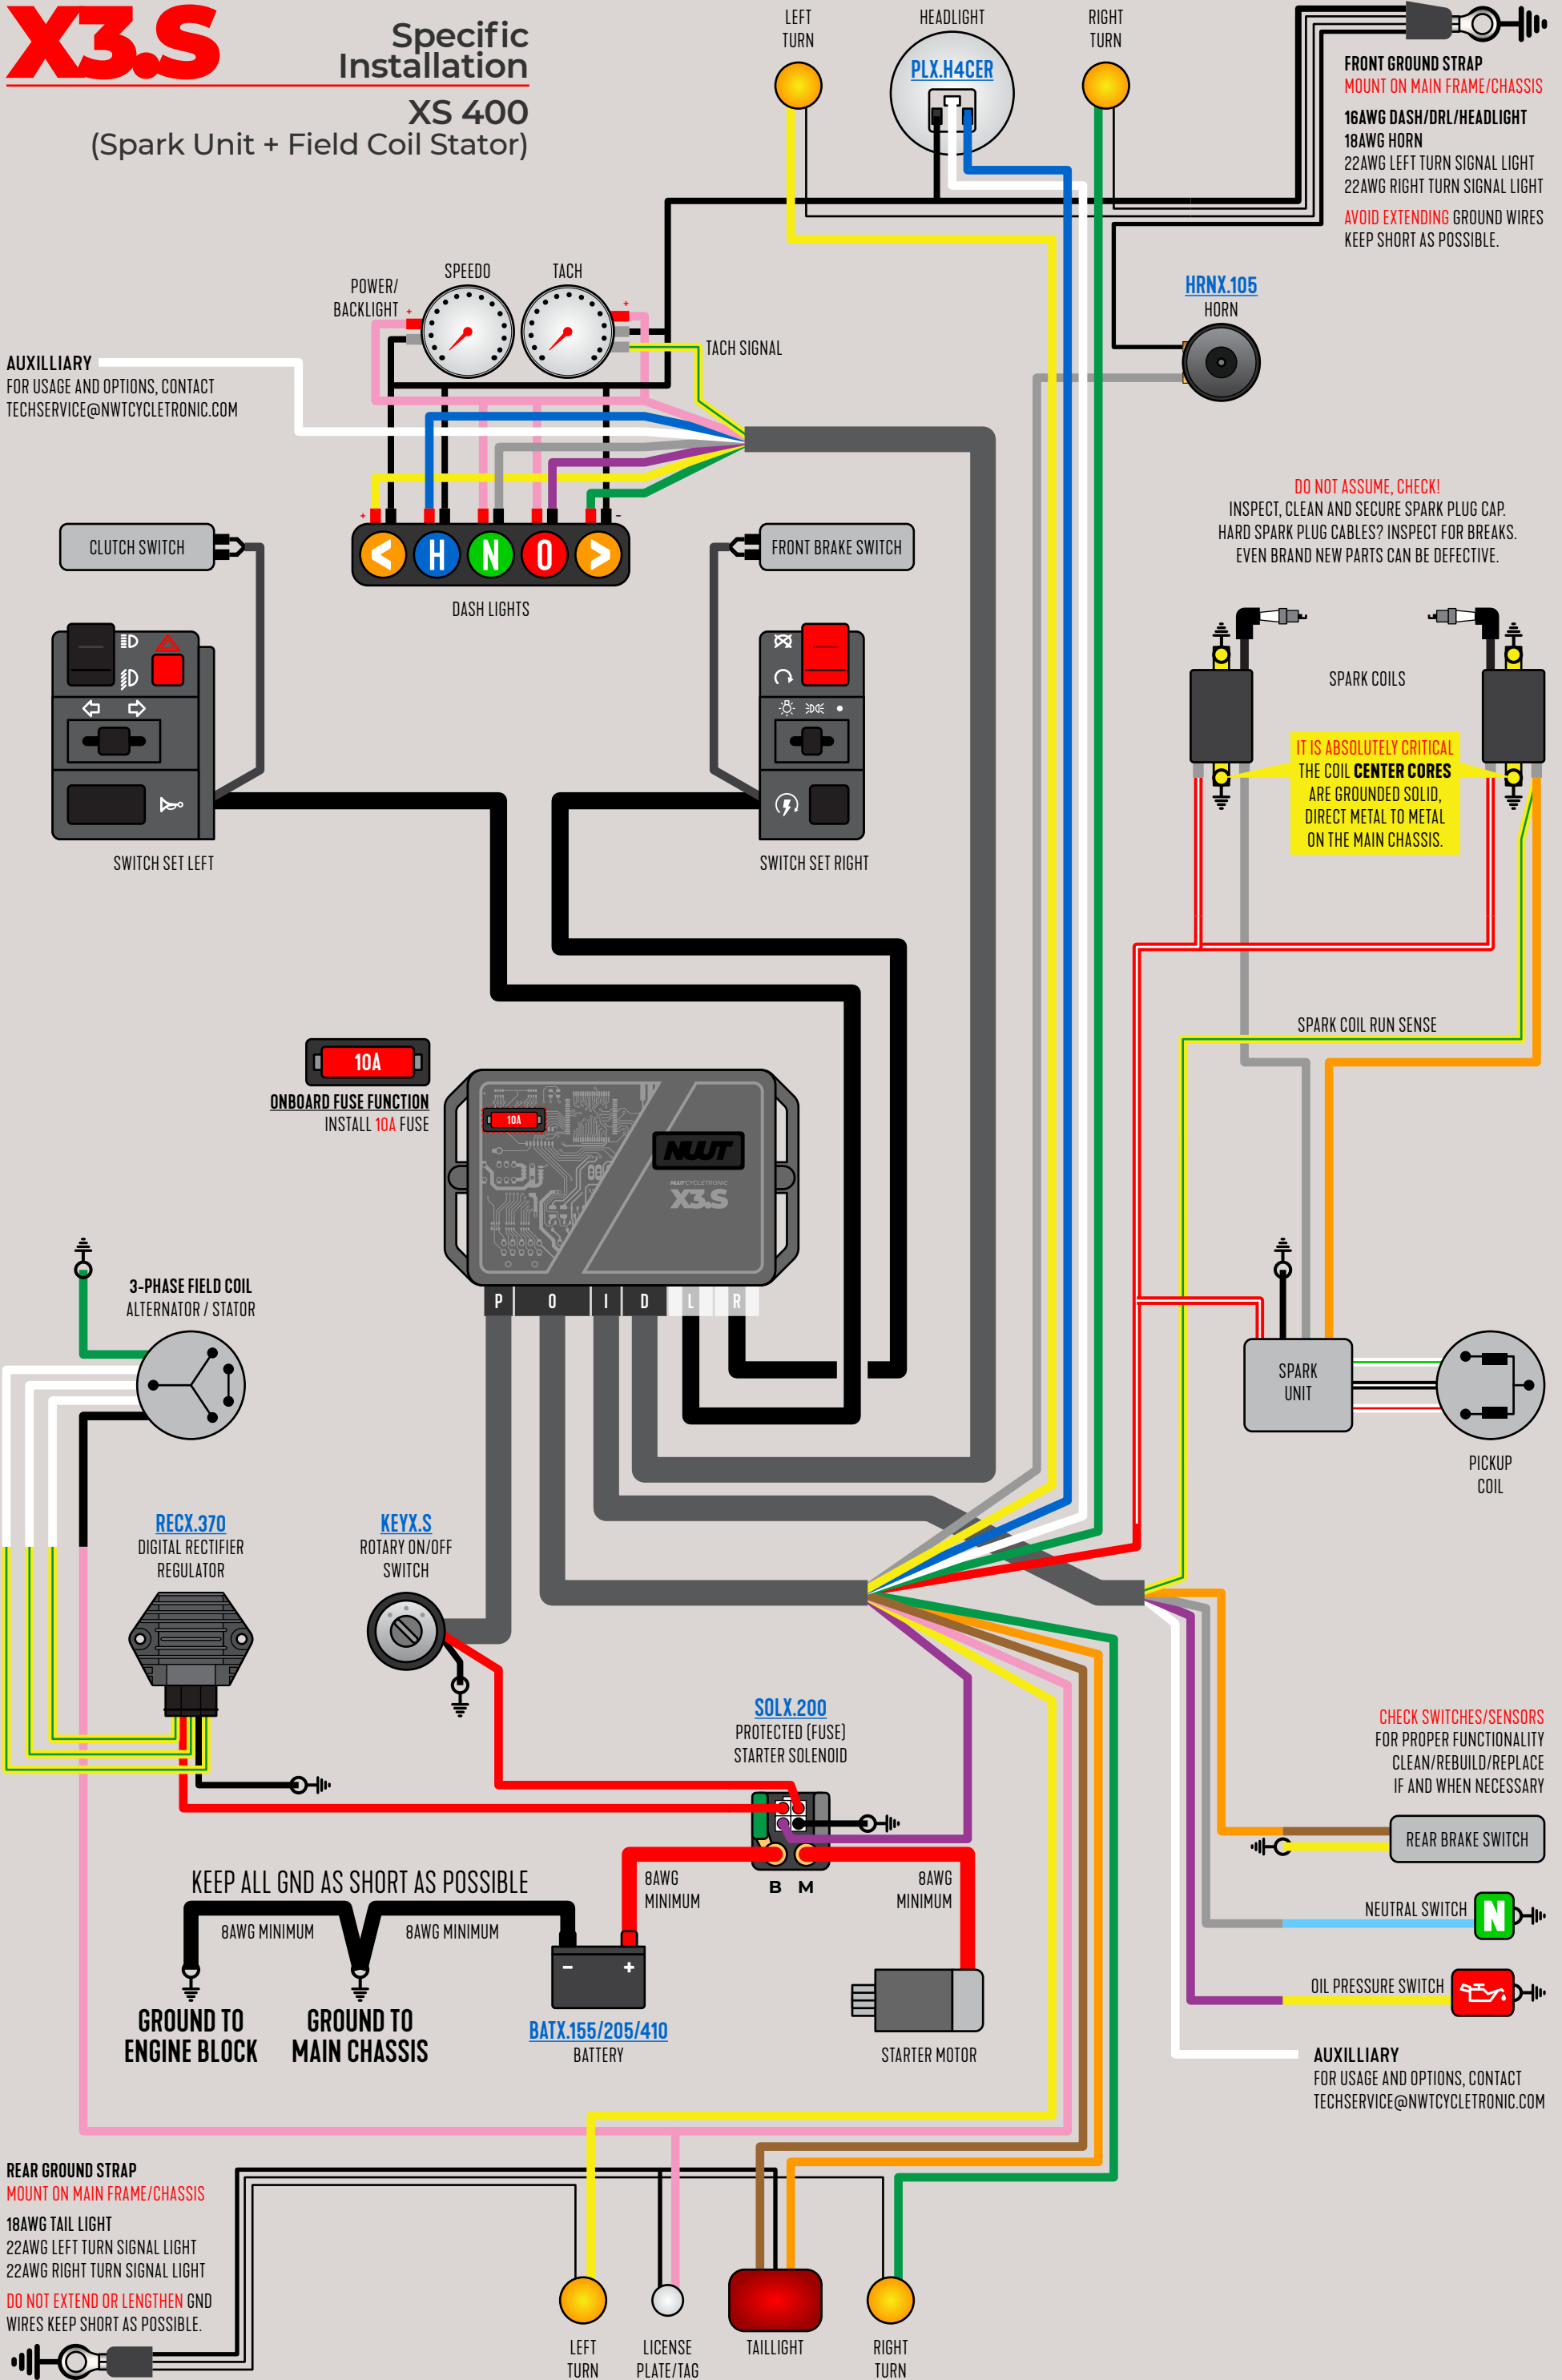 X3.S
Specific
Installation
XS 400
(Spark Unit + Field Coil Stator)
LEFT
TURN
HEADLIGHT
PLX.H4CER
RIGHT
TURN
FRONT GROUND STRAP
MOUNT ON MAIN FRAME/CHASSIS
16AWG DASH/DRL/HEADLIGHT
18AWG HORN
22AWG LEFT TURN SIGNAL LIGHT
22AWG RIGHT TURN SIGNAL LIGHT
AVOID EXTENDING GROUND WIRES
KEEP SHORT AS POSSIBLE.
POWER/
BACKLIGHT
SPEEDO
TACH
+
+
TACH SIGNAL
HRNX.105
HORN
AUXILLIARY
FOR USAGE AND OPTIONS, CONTACT
TECHSERVICE@NWTCYCLETRONIC.COM
+
-
< H N O >
DASH LIGHTS
CLUTCH SWITCH
FRONT BRAKE SWITCH
DO NOT ASSUME, CHECK!
INSPECT, CLEAN AND SECURE SPARK PLUG CAP.
HARD SPARK PLUG CABLES? INSPECT FOR BREAKS.
EVEN BRAND NEW PARTS CAN BE DEFECTIVE.
SPARK COILS
IT IS ABSOLUTELY CRITICAL
THE COIL CENTER CORES
ARE GROUNDED SOLID,
DIRECT METAL TO METAL
ON THE MAIN CHASSIS.
SWITCH SET LEFT
SWITCH SET RIGHT
SPARK COIL RUN SENSE
10A
ONBOARD FUSE FUNCTION
INSTALL 10A FUSE
10A
NWT
NWTCYCLETRONIC
X3.S
P O I D L R
3-PHASE FIELD COIL
ALTERNATOR / STATOR
SPARK
UNIT
PICKUP
COIL
RECX.370
DIGITAL RECTIFIER
REGULATOR
KEYX.S
ROTARY ON/OFF
SWITCH
SOLX.200
PROTECTED (FUSE)
STARTER SOLENOID
B M
CHECK SWITCHES/SENSORS
FOR PROPER FUNCTIONALITY
CLEAN/REBUILD/REPLACE
IF AND WHEN NECESSARY
REAR BRAKE SWITCH
NEUTRAL SWITCH
N
OIL PRESSURE SWITCH
KEEP ALL GND AS SHORT AS POSSIBLE
8AWG MINIMUM
8AWG MINIMUM
8AWG
MINIMUM
8AWG
MINIMUM
- +
GROUND TO
ENGINE BLOCK
GROUND TO
MAIN CHASSIS
BATX.155/205/410
BATTERY
STARTER MOTOR
AUXILLIARY
FOR USAGE AND OPTIONS, CONTACT
TECHSERVICE@NWTCYCLETRONIC.COM
REAR GROUND STRAP
MOUNT ON MAIN FRAME/CHASSIS
18AWG TAIL LIGHT
22AWG LEFT TURN SIGNAL LIGHT
22AWG RIGHT TURN SIGNAL LIGHT
DO NOT EXTEND OR LENGTHEN GND
WIRES KEEP SHORT AS POSSIBLE.
LEFT
TURN
LICENSE
PLATE/TAG
TAILLIGHT
RIGHT
TURN